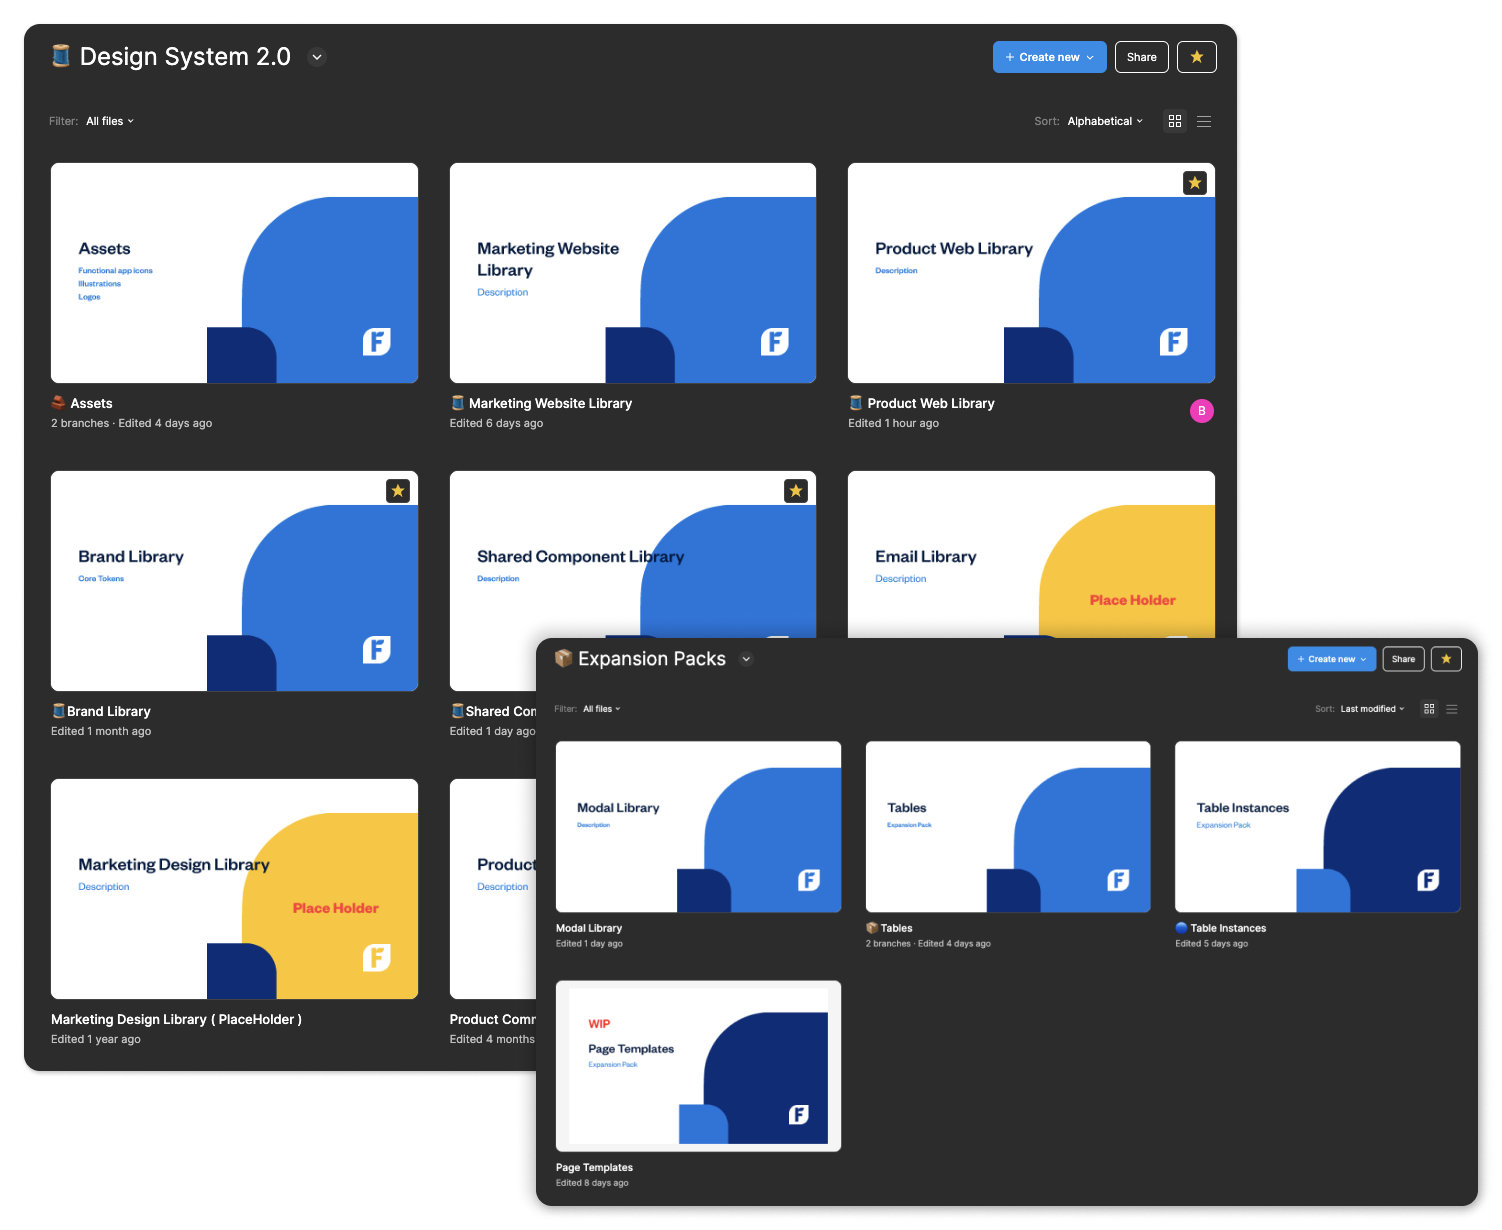 Design System 2.0
+ Create new
Share
Filter: All files
Sort: Alphabetical
Assets
Functional app icons
Illustrations
Logos
F
Assets
2 branches · Edited 4 days ago
Marketing Website
Library
Description
F
Marketing Website Library
Edited 6 days ago
Product Web Library
Description
F
Product Web Library
Edited 1 hour ago
B
Brand Library
Core Tokens
F
Brand Library
Edited 1 month ago
Shared Component Library
Description
Shared Con
Edited 1 day ago
Email Library
Description
Place Holder
Marketing Design Library
Description
Place Holder
F
Marketing Design Library ( PlaceHolder )
Edited 1 year ago
Product
Description
Product Comm
Edited 4 months
Expansion Packs
+ Create new
Share
Filter: All files
Sort: Last modified
Modal Library
Description
F
Modal Library
Edited 1 day ago
Tables
Expansion Pack
F
Tables
2 branches · Edited 4 days ago
Table Instances
Expansion Pack
F
Table Instances
Edited 5 days ago
WIP
Page Templates
Expansion Pack
F
Page Templates
Edited 8 days ago